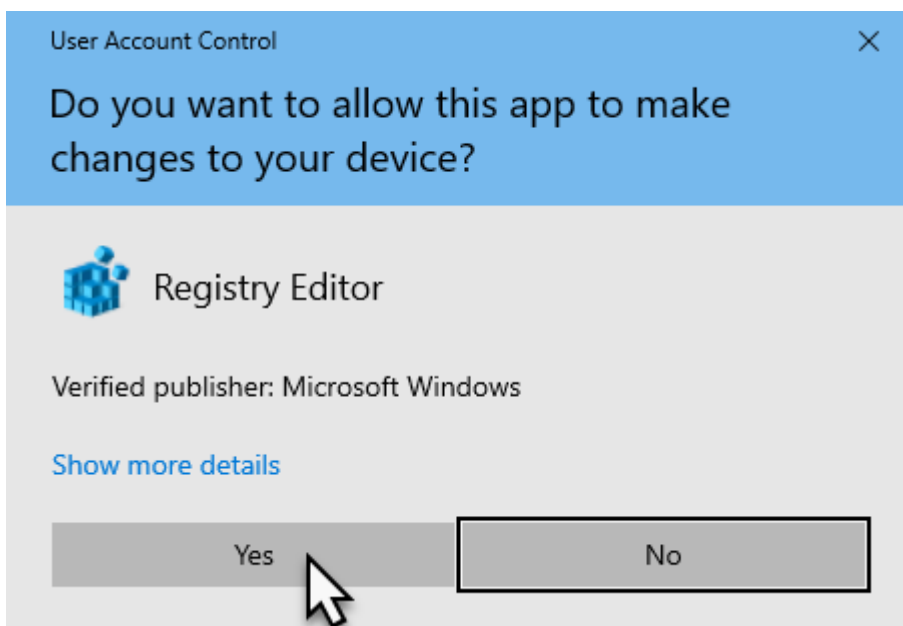 User Account Control
Do you want to allow this app to make
changes to your device?
Registry Editor
Verified publisher: Microsoft Windows
Show more details
Yes
No